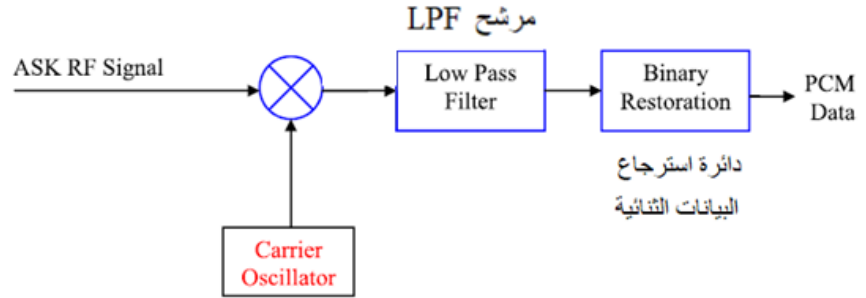 مرشح LPF
ASK RF Signal
Low Pass
Filter
Binary
Restoration
PCM
Data
دائرة استرجاع
البيانات الثنائية
Carrier
Oscillator